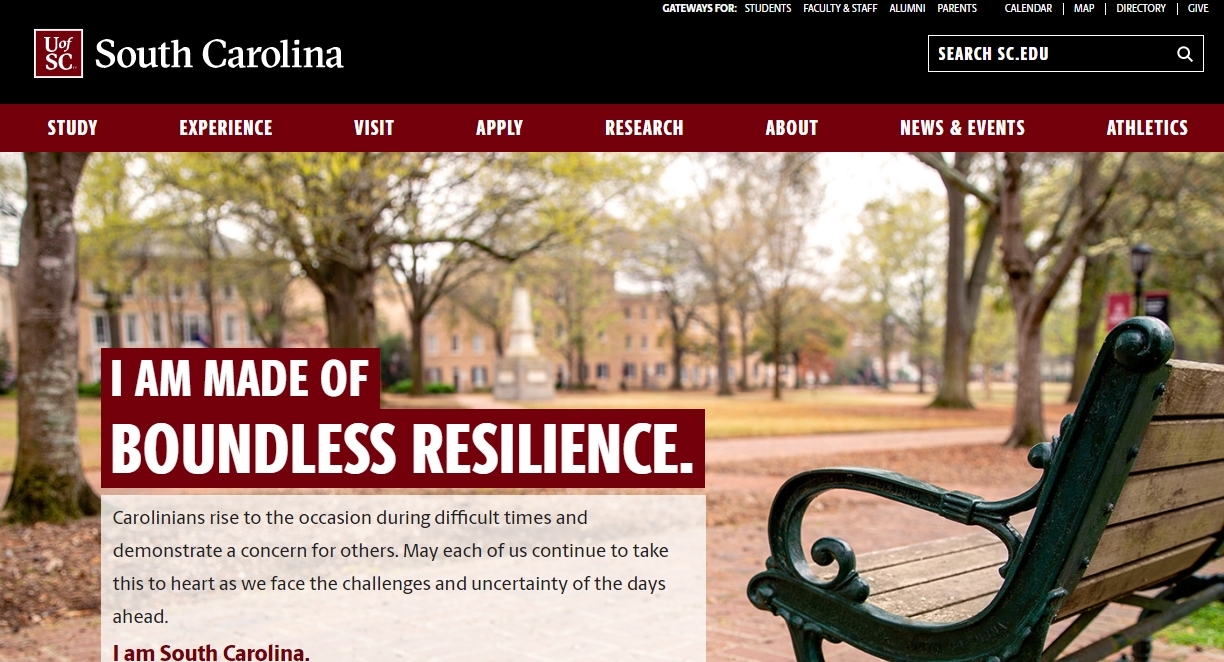 GATEWAYS FOR: STUDENTS FACULTY & STAFF ALUMNI PARENTS CALENDAR MAP DIRECTORY GIVE
UofSC South Carolina
SEARCH SC.EDU
STUDY EXPERIENCE VISIT APPLY RESEARCH ABOUT NEWS & EVENTS ATHLETICS
I AM MADE OF
BOUNDLESS RESILIENCE.
Carolinians rise to the occasion during difficult times and
demonstrate a concern for others. May each of us continue to take
this to heart as we face the challenges and uncertainty of the days
ahead.
I am South Carolina.